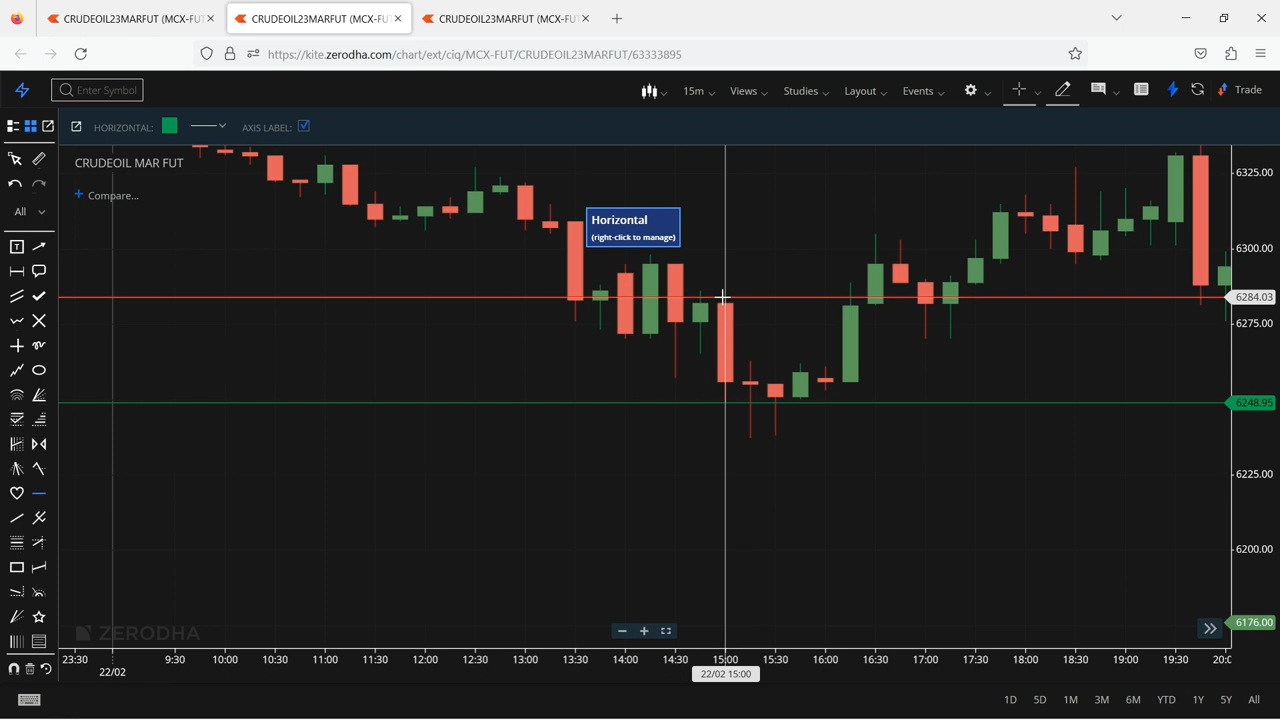 CRUDEOIL23MARFUT (MCX-FUT
CRUDEOIL23MARFUT (MCX-FU
CRUDEOIL23MARFUT (MCX-FUT
https://kite.zerodha.com/chart/ext/ciq/MCX-FUT/CRUDEOIL23MARFUT/63333895
Enter Symbol
15m
Views
Studies
Layout
Events
Trade
HORIZONTAL:
AXIS LABEL:
CRUDEOIL MAR FUT
Compare...
All
Horizontal
(right-click to manage)
6325.00
6300.00
6284.03
6275.00
6248.95
6225.00
6200.00
6176.00
ZERODHA
23:30 9:30 10:00 10:30 11:00 11:30 12:00 12:30 13:00 13:30 14:00 14:30 15:00 15:30 16:00 16:30 17:00 17:30 18:00 18:30 19:00 19:30 20:0
22/02
22/02 15:00
1D 5D 1M 3M 6M YTD 1Y 5Y All